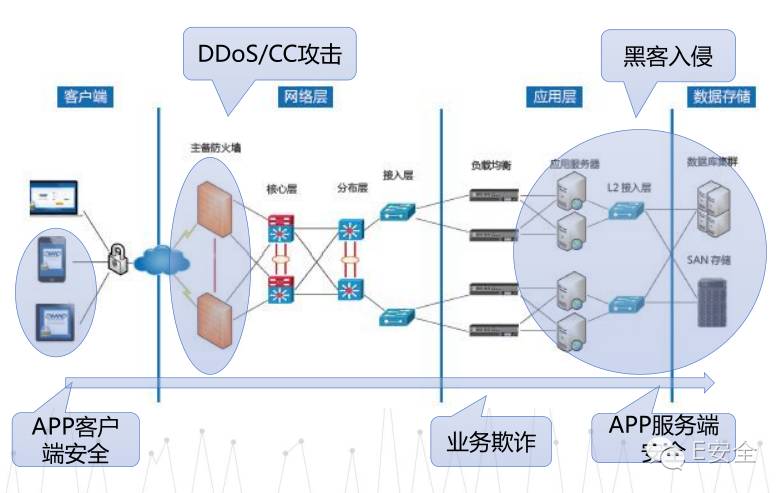 DDoS/CC攻击
黑客入侵
客户端
网络层
应用层
数据存储
主备防火墙
核心层
分布层
接入层
负载均衡
应用服务器
L2 接入层
数据库集群
SAN 存储
APP客户
端安全
业务欺诈
APP服务端
安全
E安全